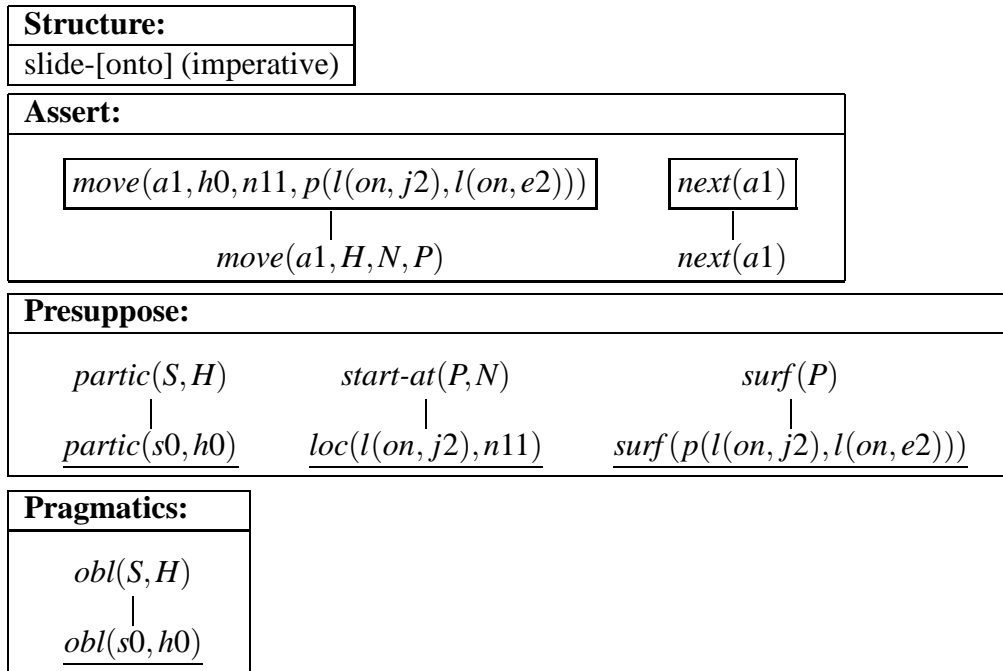 Structure:
slide-[onto] (imperative)
Assert:
move(a1, h0, n11, p(l(on, j2), l(on, e2))) next(a1)
move(a1, H, N, P) next(a1)
Presuppose:
partic(S, H) start-at(P, N) surf(P)
partic(s0, h0) loc(l(on, j2), n11) surf(p(l(on, j2), l(on, e2)))
Pragmatics:
obl(S, H)
obl(s0, h0)